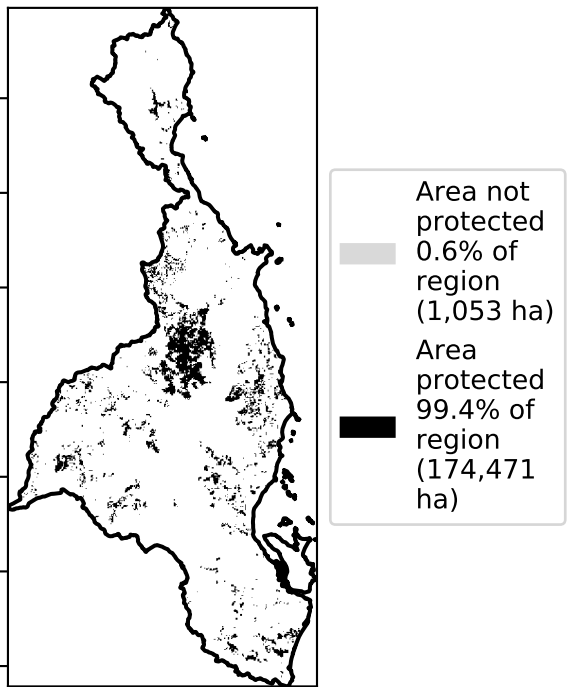 Area not
protected
0.6% of
region
(1,053 ha)
Area
protected
99.4% of
region
(174,471
ha)